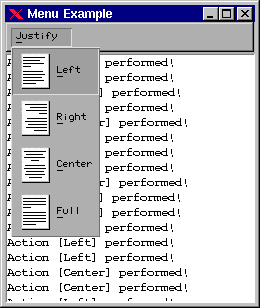 Menu Example
Justify
Left
Right
Center
Full
performed!
performed!
] performed!
performed!
] performed!
performed!
performed!
performed!
] performed!
performed!
performed!
performed!
Action [Left] performed!
Action [Left] performed!
Action [Center] performed!
Action [Center] performed!